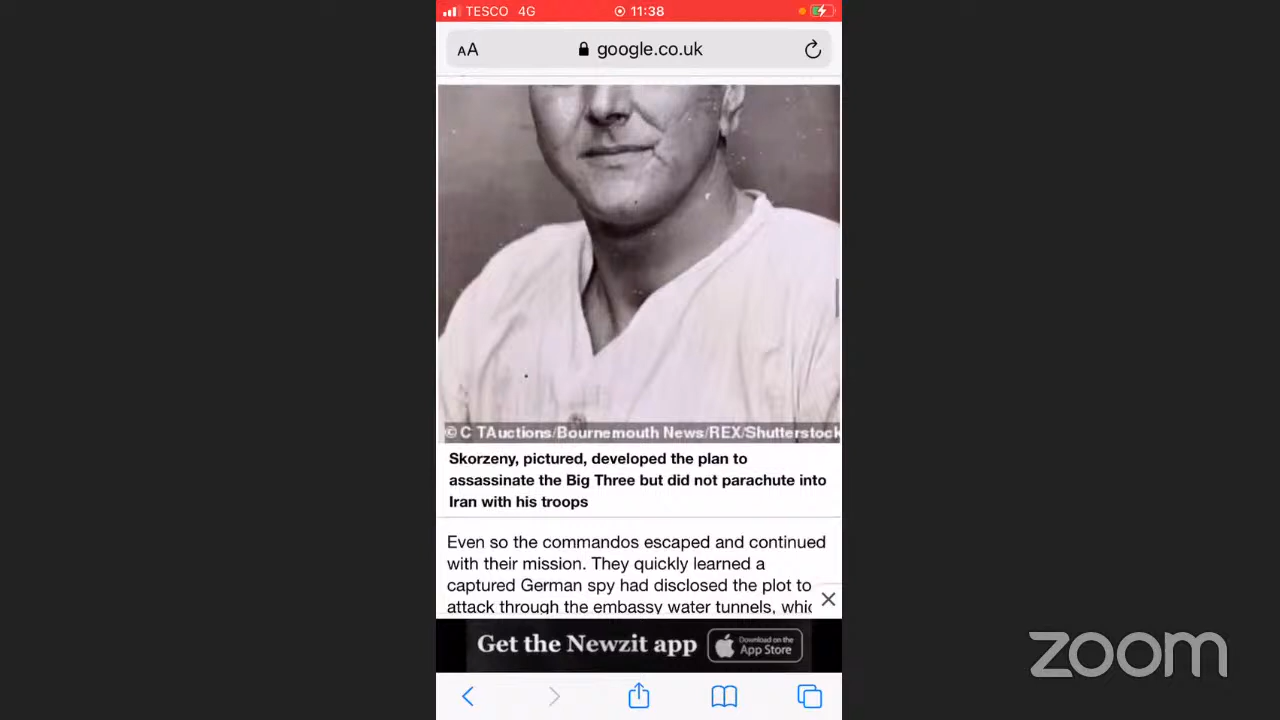 TESCO 4G 11:38
AA google.co.uk
© C TAuctions/Bournemouth News/REX/Shutterstock
Skorzeny, pictured, developed the plan to
assassinate the Big Three but did not parachute into
Iran with his troops
Even so the commandos escaped and continued
with their mission. They quickly learned a
captured German spy had disclosed the plot to
attack through the embassy water tunnels, whic
Get the Newzit app
Download on the
App Store
zoom